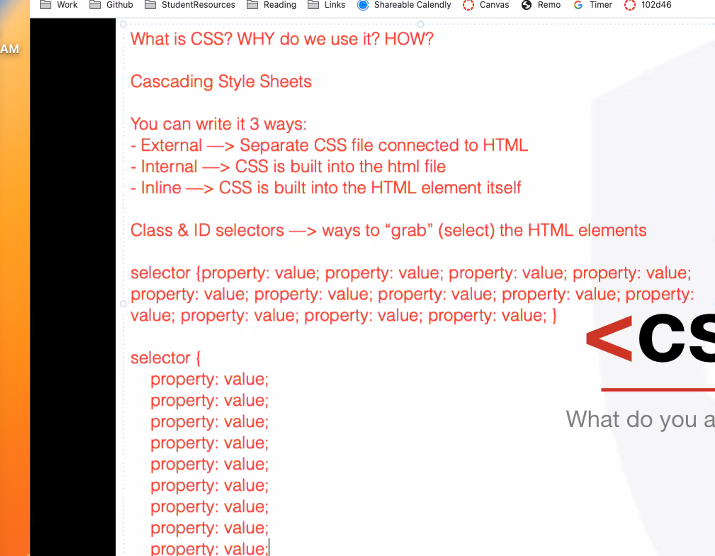 Work Github StudentResources Reading Links Shareable Calendly Canvas Remo Timer 102d46
AM
What is CSS? WHY do we use it? HOW?
Cascading Style Sheets
You can write it 3 ways:
- External —> Separate CSS file connected to HTML
- Internal —> CSS is built into the html file
- Inline —> CSS is built into the HTML element itself
Class & ID selectors —> ways to “grab” (select) the HTML elements
selector {property: value; property: value; property: value; property: value;
property: value; property: value; property: value; property: value; property:
value; property: value; property: value; property: value; }
<CS
selector {
property: value;
property: value;
What do you a
property: value;
property: value;
property: value;
property: value;
property: value;
property: value;
property: value;